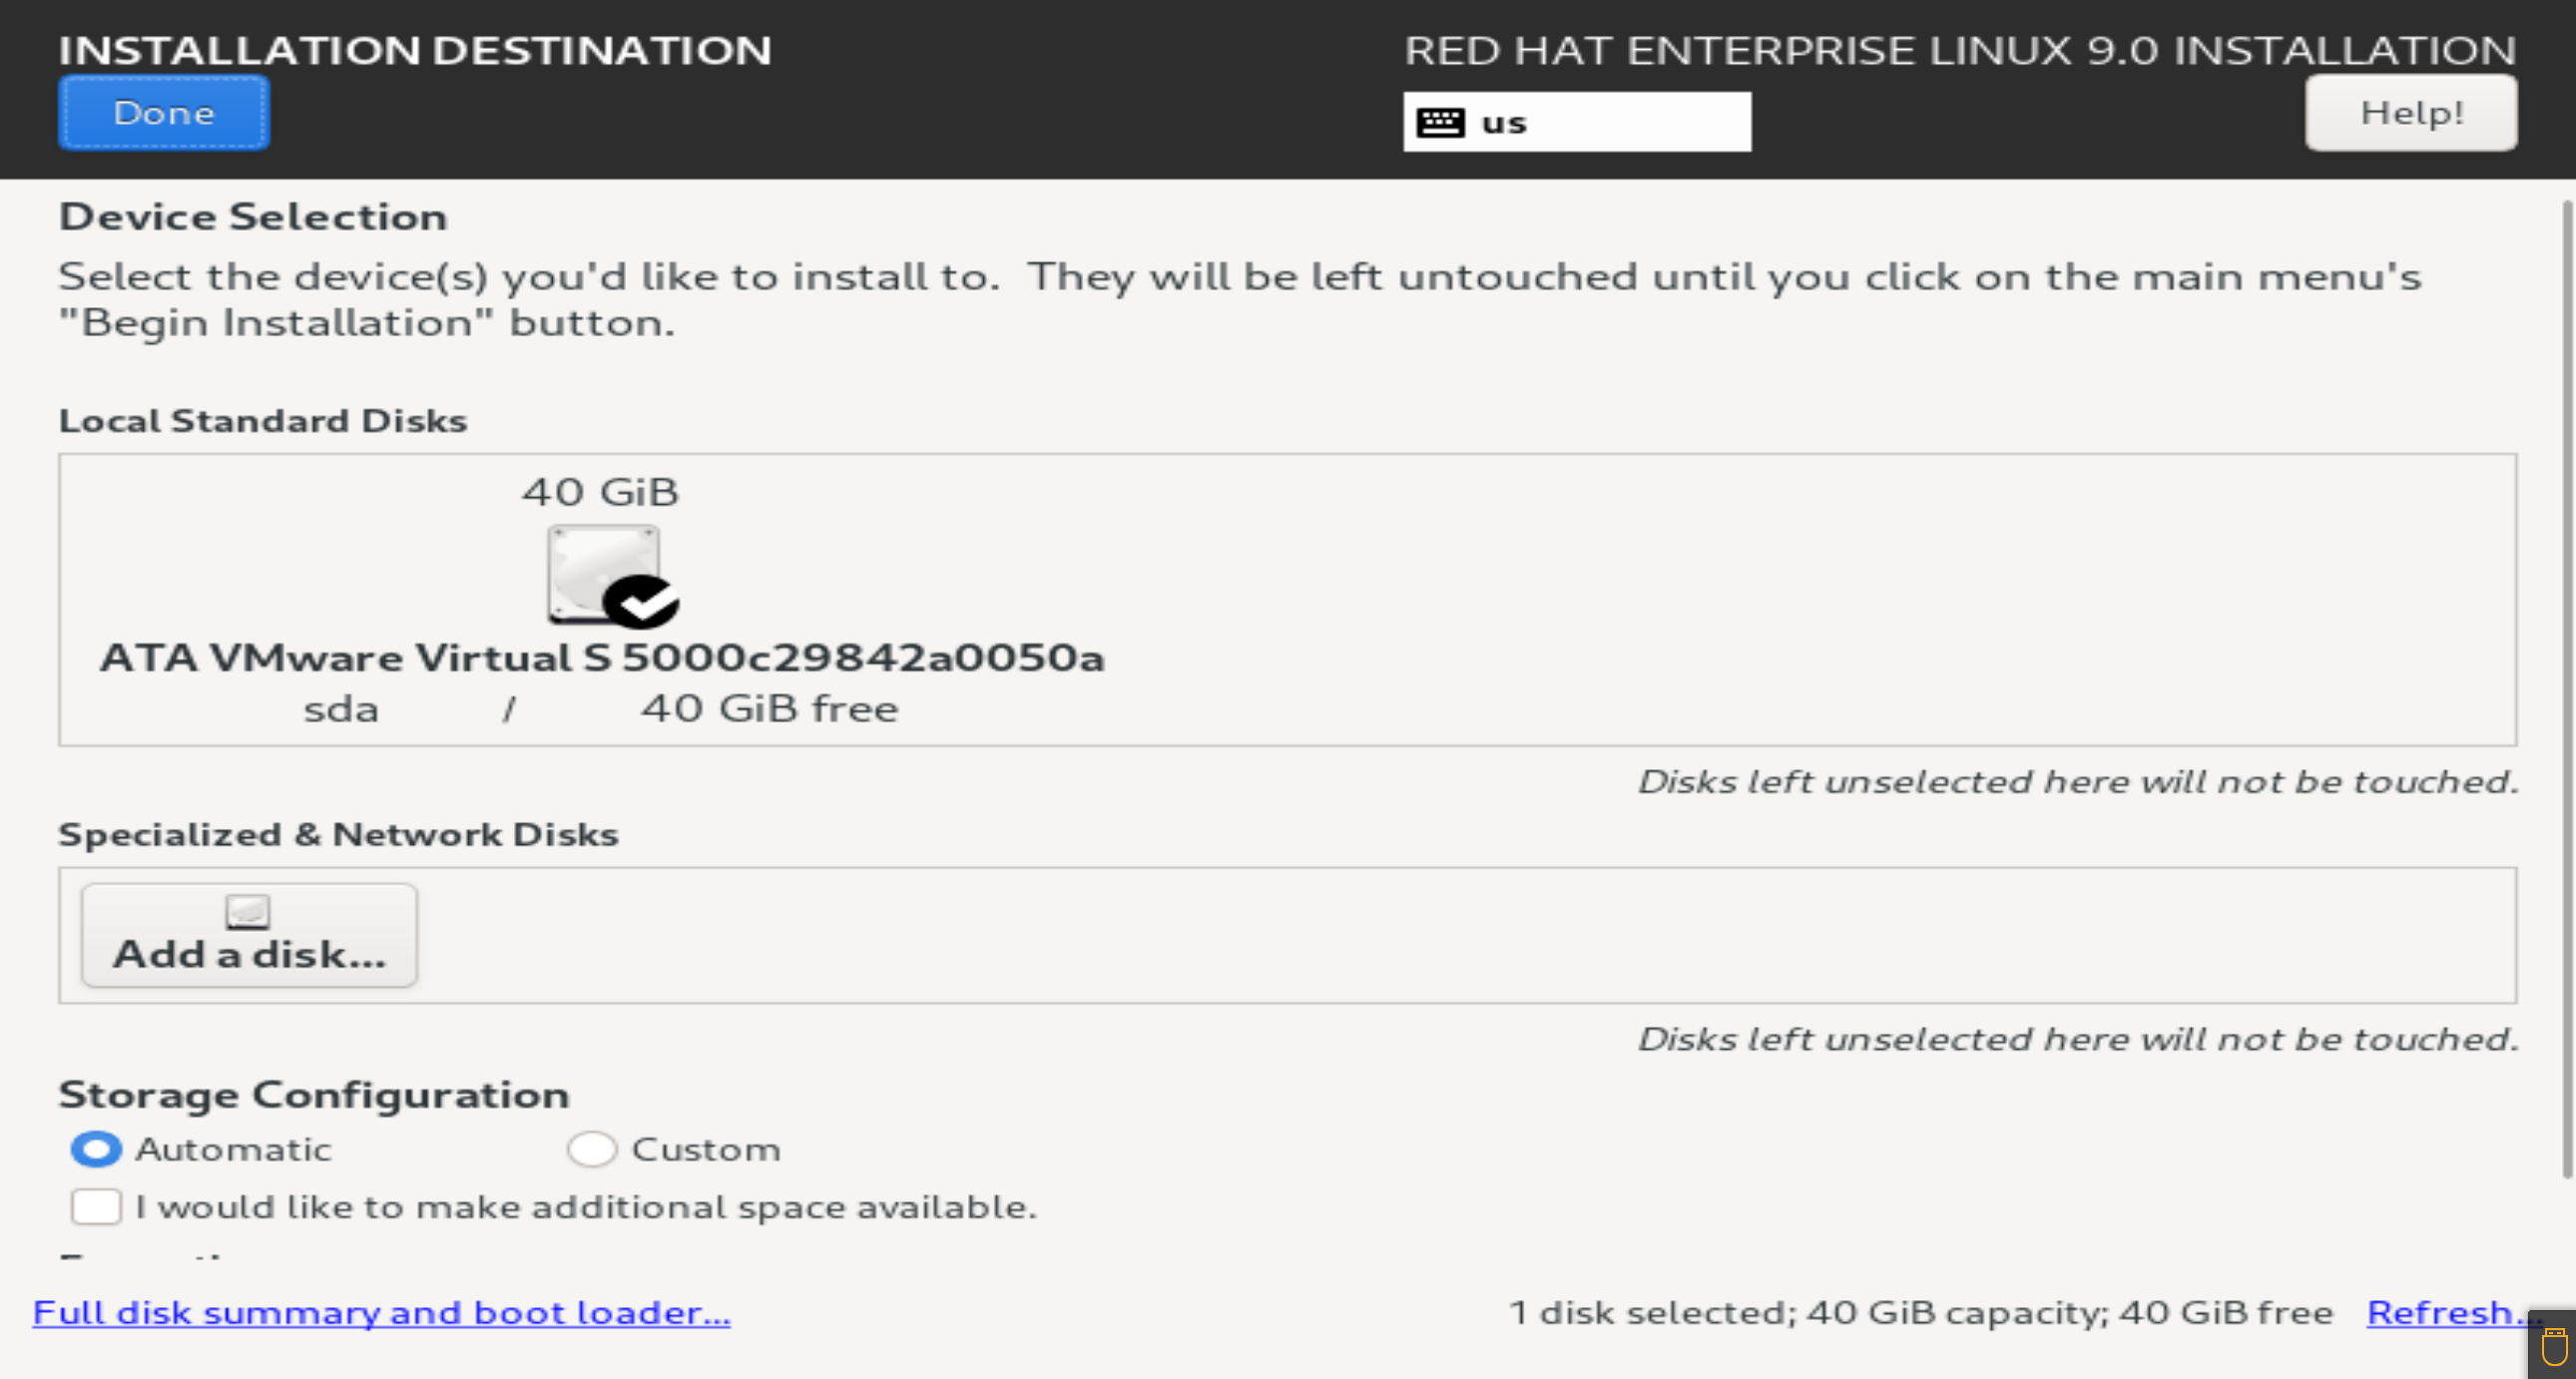 INSTALLATION DESTINATION
RED HAT ENTERPRISE LINUX 9.0 INSTALLATION
Done
us
Help!
Device Selection
Select the device(s) you'd like to install to.  They will be left untouched until you click on the main menu's
"Begin Installation" button.
Local Standard Disks
40 GiB
ATA VMware Virtual S 5000c29842a0050a
sda / 40 GiB free
Disks left unselected here will not be touched.
Specialized & Network Disks
Add a disk...
Disks left unselected here will not be touched.
Storage Configuration
Automatic Custom
I would like to make additional space available.
Full disk summary and boot loader...
1 disk selected; 40 GiB capacity; 40 GiB free Refresh...